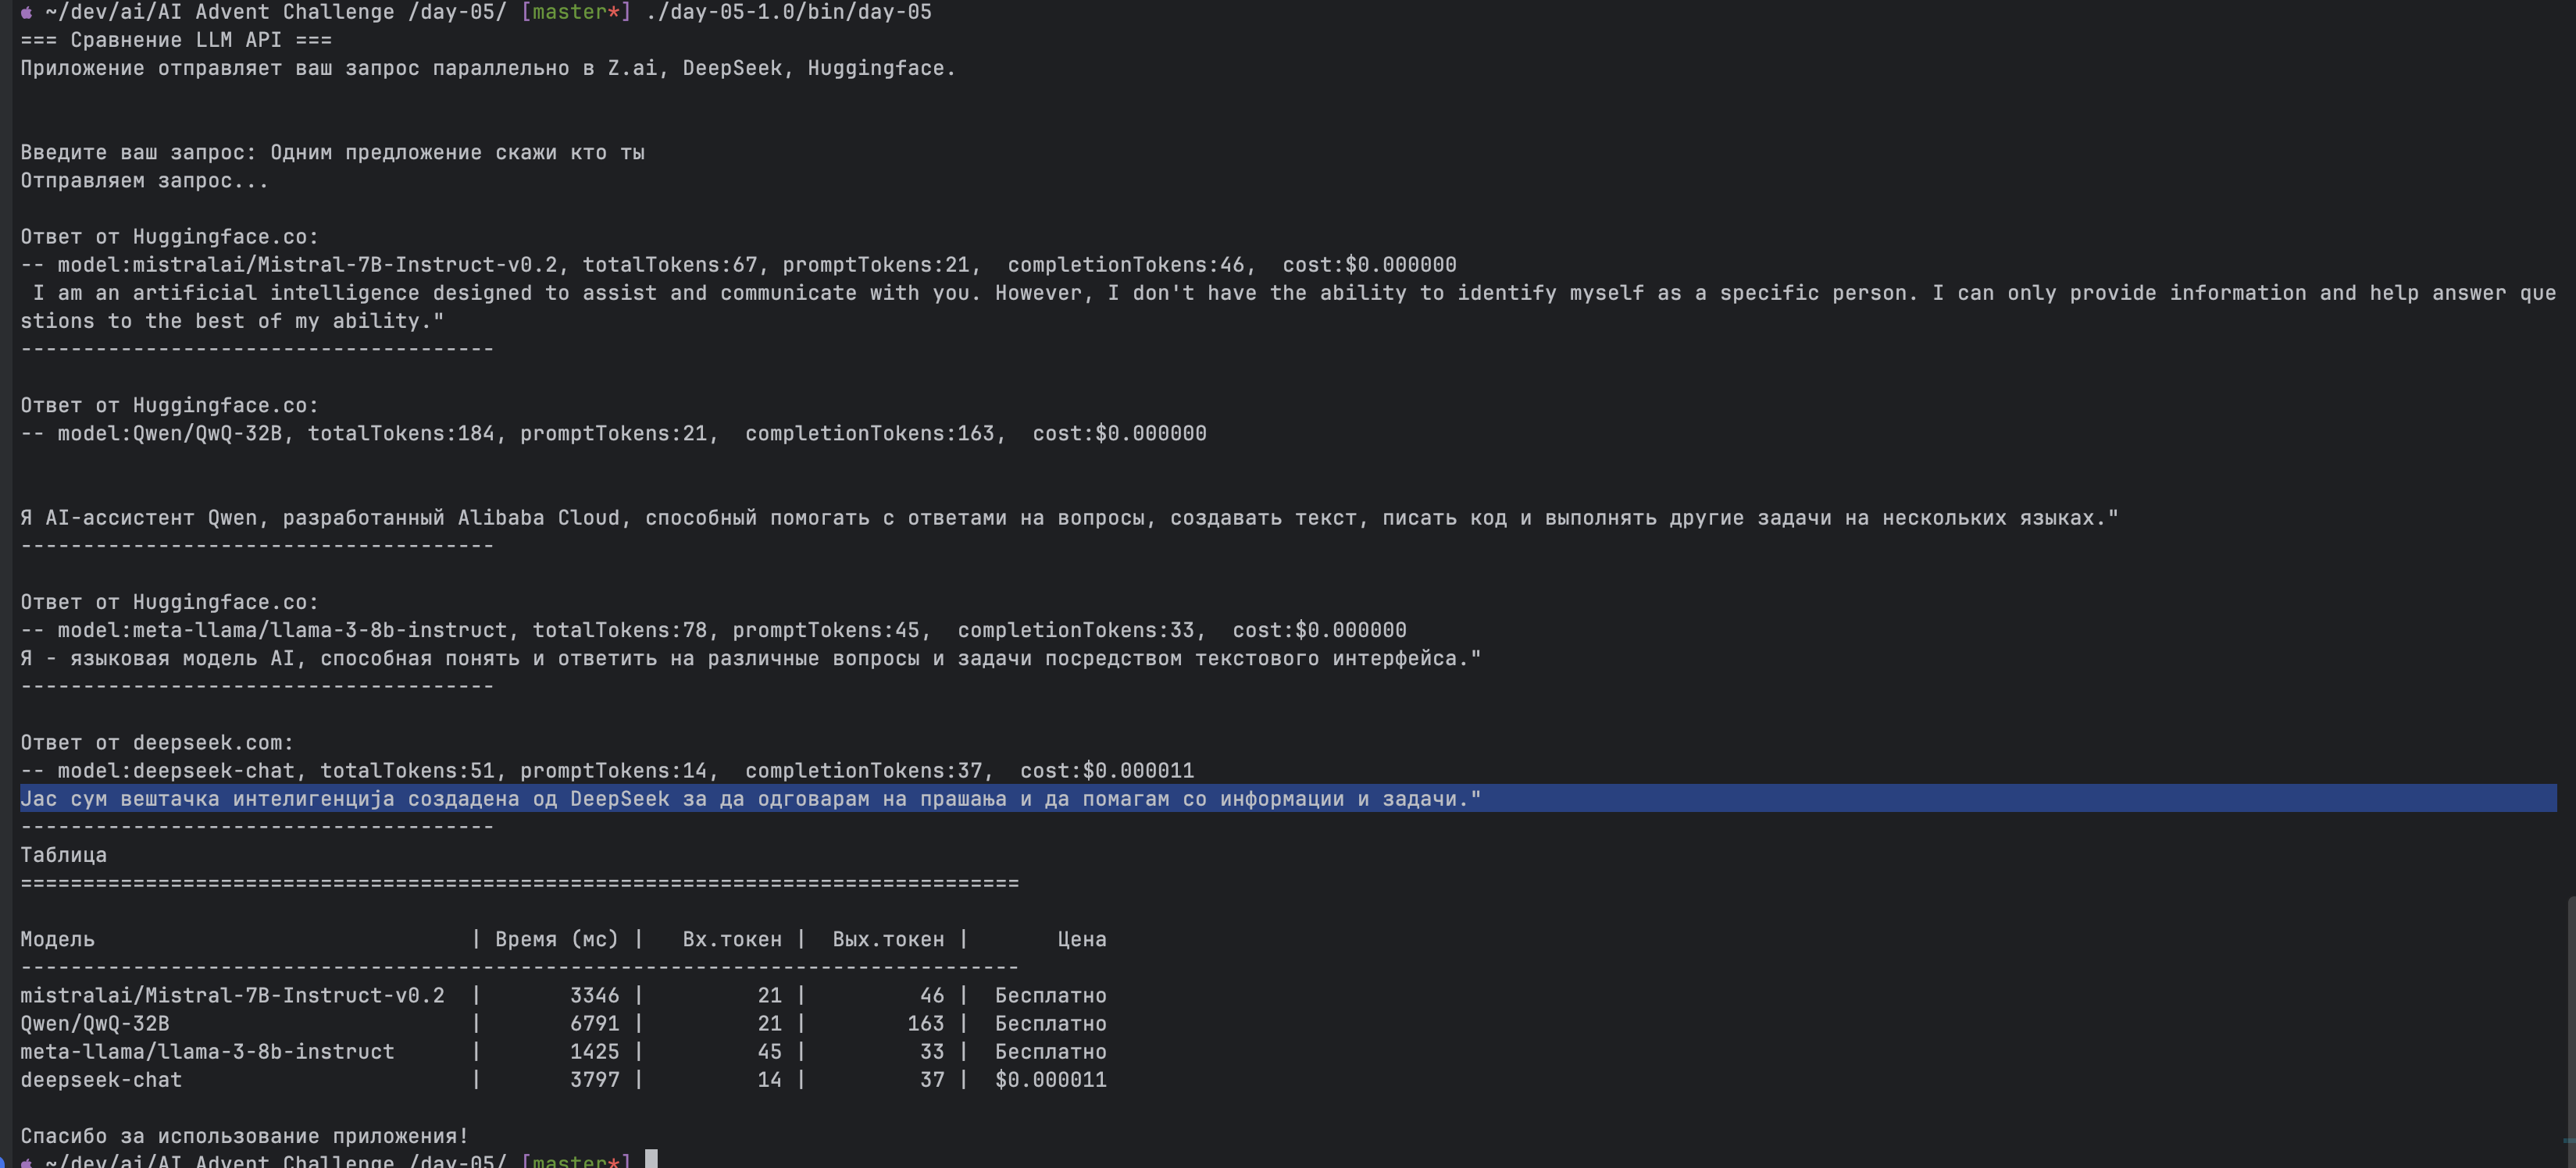 ~/dev/ai/AI Advent Challenge /day-05/ [master*] ./day-05-1.0/bin/day-05
=== Сравнение LLM API ===
Приложение отправляет ваш запрос параллельно в Z.ai, DeepSeek, Huggingface.
Введите ваш запрос: Одним предложение скажи кто ты
Отправляем запрос...
Ответ от Huggingface.co:
-- model:mistralai/Mistral-7B-Instruct-v0.2, totalTokens:67, promptTokens:21,  completionTokens:46,  cost:$0.000000
I am an artificial intelligence designed to assist and communicate with you. However, I don't have the ability to identify myself as a specific person. I can only provide information and help answer que
stions to the best of my ability."
--------------------------------------
Ответ от Huggingface.co:
-- model:Qwen/QwQ-32B, totalTokens:184, promptTokens:21,  completionTokens:163,  cost:$0.000000
Я AI-ассистент Qwen, разработанный Alibaba Cloud, способный помогать с ответами на вопросы, создавать текст, писать код и выполнять другие задачи на нескольких языках."
--------------------------------------
Ответ от Huggingface.co:
-- model:meta-llama/llama-3-8b-instruct, totalTokens:78, promptTokens:45,  completionTokens:33,  cost:$0.000000
Я - языковая модель AI, способная понять и ответить на различные вопросы и задачи посредством текстового интерфейса."
--------------------------------------
Ответ от deepseek.com:
-- model:deepseek-chat, totalTokens:51, promptTokens:14,  completionTokens:37,  cost:$0.000011
Јас сум вештачка интелигенција создадена од DeepSeek за да одговарам на прашања и да помагам со информации и задачи."
--------------------------------------
Таблица
================================================================================
Модель | Время (мс) | Вх.токен | Вых.токен | Цена
--------------------------------------------------------------------------------
mistralai/Mistral-7B-Instruct-v0.2 | 3346 | 21 | 46 | Бесплатно
Qwen/QwQ-32B | 6791 | 21 | 163 | Бесплатно
meta-llama/llama-3-8b-instruct | 1425 | 45 | 33 | Бесплатно
deepseek-chat | 3797 | 14 | 37 | $0.000011
Спасибо за использование приложения!
~/dev/ai/AI Advent Challenge /day-05/ [master*]